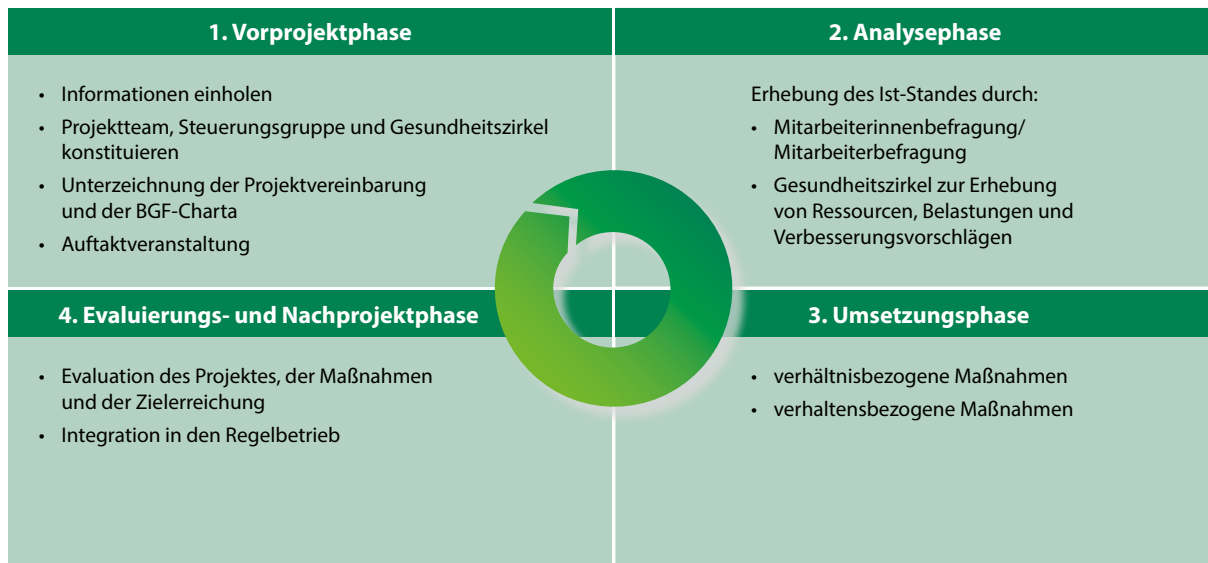 1. Vorprojektphase
• Informationen einholen
• Projektteam, Steuerungsgruppe und Gesundheitszirkel
konstituieren
• Unterzeichnung der Projektvereinbarung
und der BGF-Charta
• Auftaktveranstaltung
2. Analysephase
Erhebung des Ist-Standes durch:
• Mitarbeiterinnenbefragung/
Mitarbeiterbefragung
• Gesundheitszirkel zur Erhebung
von Ressourcen, Belastungen und
Verbesserungsvorschlägen
3. Umsetzungsphase
• verhältnisbezogene Maßnahmen
• verhaltensbezogene Maßnahmen
4. Evaluierungs- und Nachprojektphase
• Evaluation des Projektes, der Maßnahmen
und der Zielerreichung
• Integration in den Regelbetrieb